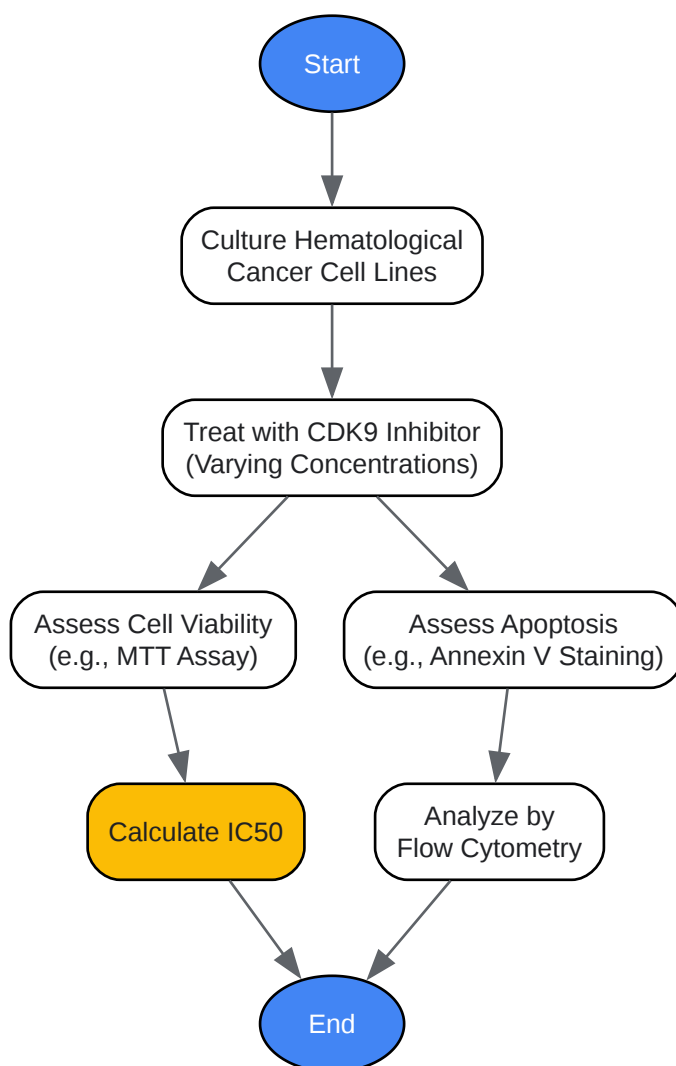 Start
Culture Hematological
Cancer Cell Lines
Treat with CDK9 Inhibitor
(Varying Concentrations)
Assess Cell Viability
(e.g., MTT Assay)
Assess Apoptosis
(e.g., Annexin V Staining)
Calculate IC50
Analyze by
Flow Cytometry
End